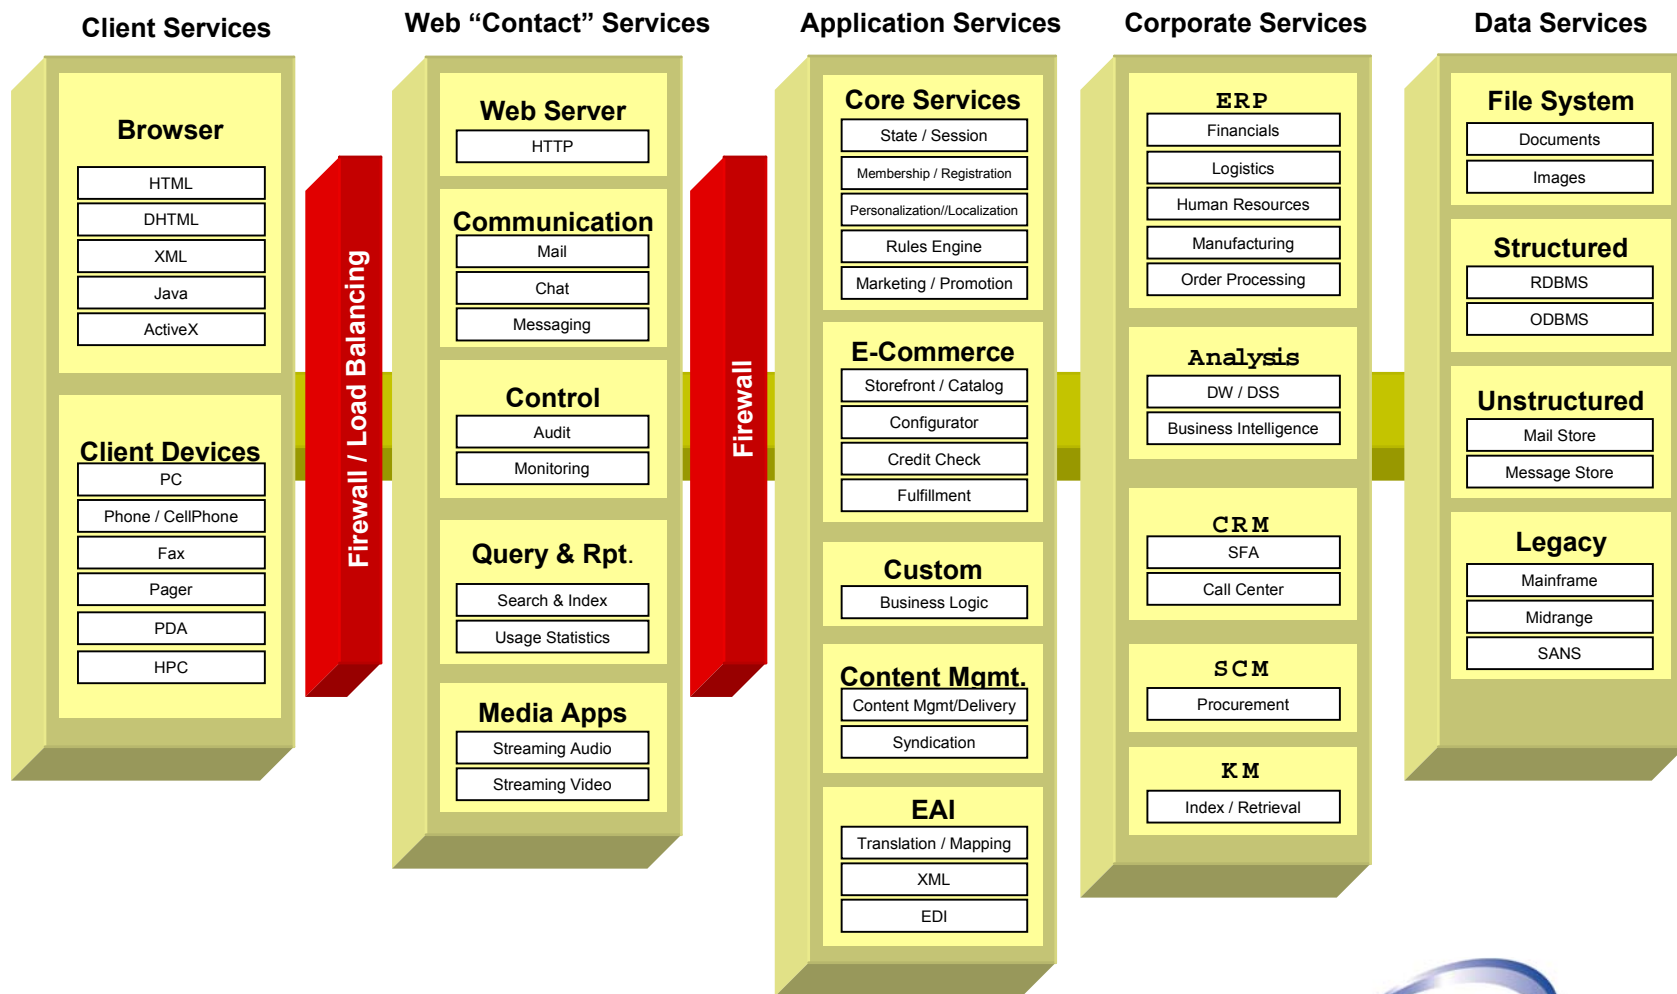 Client Services
Browser
HTML
DHTML
XML
Java
ActiveX
Client Devices
PC
Phone / CellPhone
Fax
Pager
PDA
HPC
Firewall / Load Balancing
Web “Contact” Services
Web Server
HTTP
Communication
Mail
Chat
Messaging
Control
Audit
Monitoring
Query & Rpt.
Search & Index
Usage Statistics
Media Apps
Streaming Audio
Streaming Video
Firewall
Application Services
Core Services
State / Session
Membership / Registration
Personalization//Localization
Rules Engine
Marketing / Promotion
E-Commerce
Storefront / Catalog
Configurator
Credit Check
Fulfillment
Custom
Business Logic
Content Mgmt.
Content Mgmt/Delivery
Syndication
EAI
Translation / Mapping
XML
EDI
Corporate Services
ERP
Financials
Logistics
Human Resources
Manufacturing
Order Processing
Analysis
DW / DSS
Business Intelligence
CRM
SFA
Call Center
SCM
Procurement
KM
Index / Retrieval
Data Services
File System
Documents
Images
Structured
RDBMS
ODBMS
Unstructured
Mail Store
Message Store
Legacy
Mainframe
Midrange
SANS